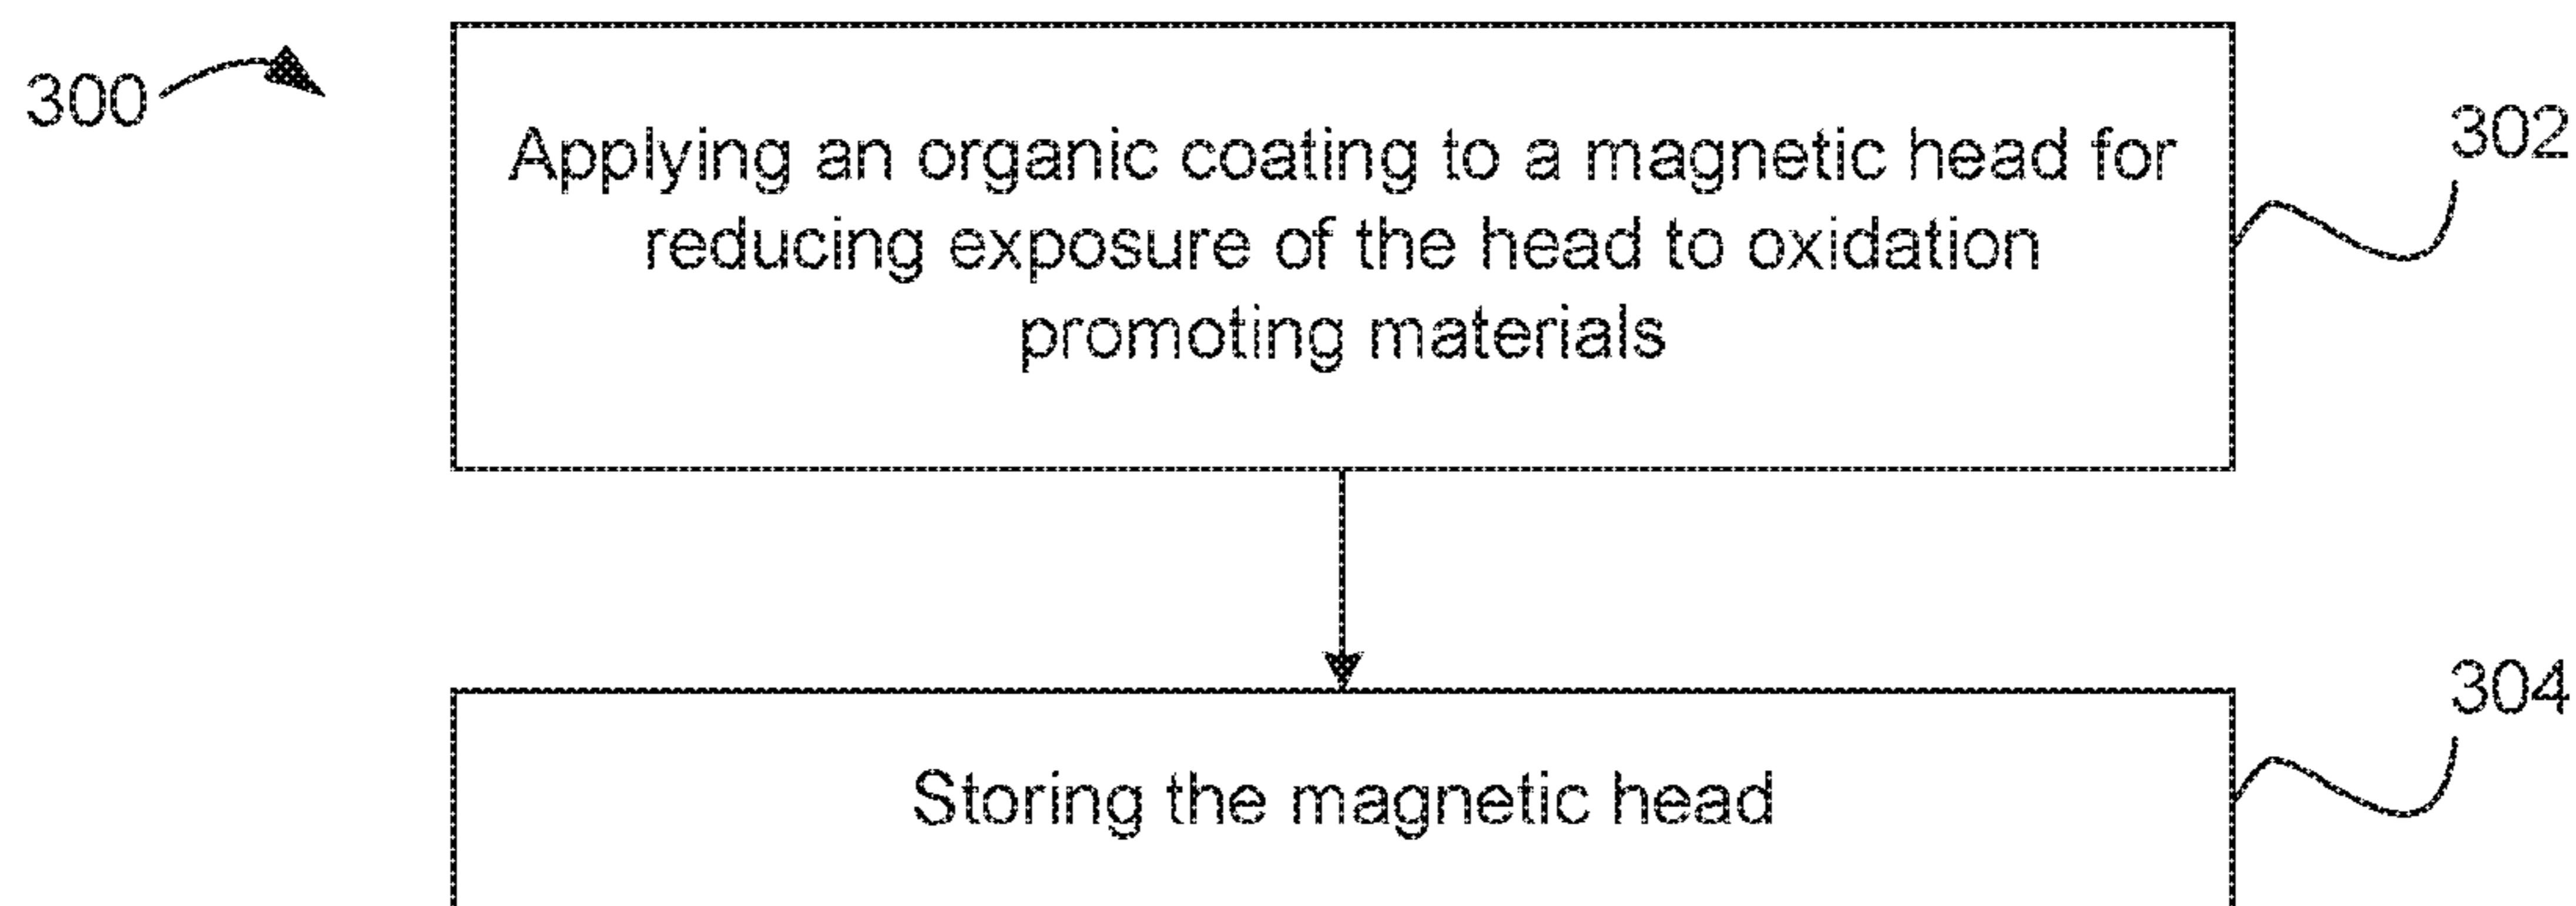 300
Applying an organic coating to a magnetic head for
reducing exposure of the head to oxidation
promoting materials
302
Storing the magnetic head
304